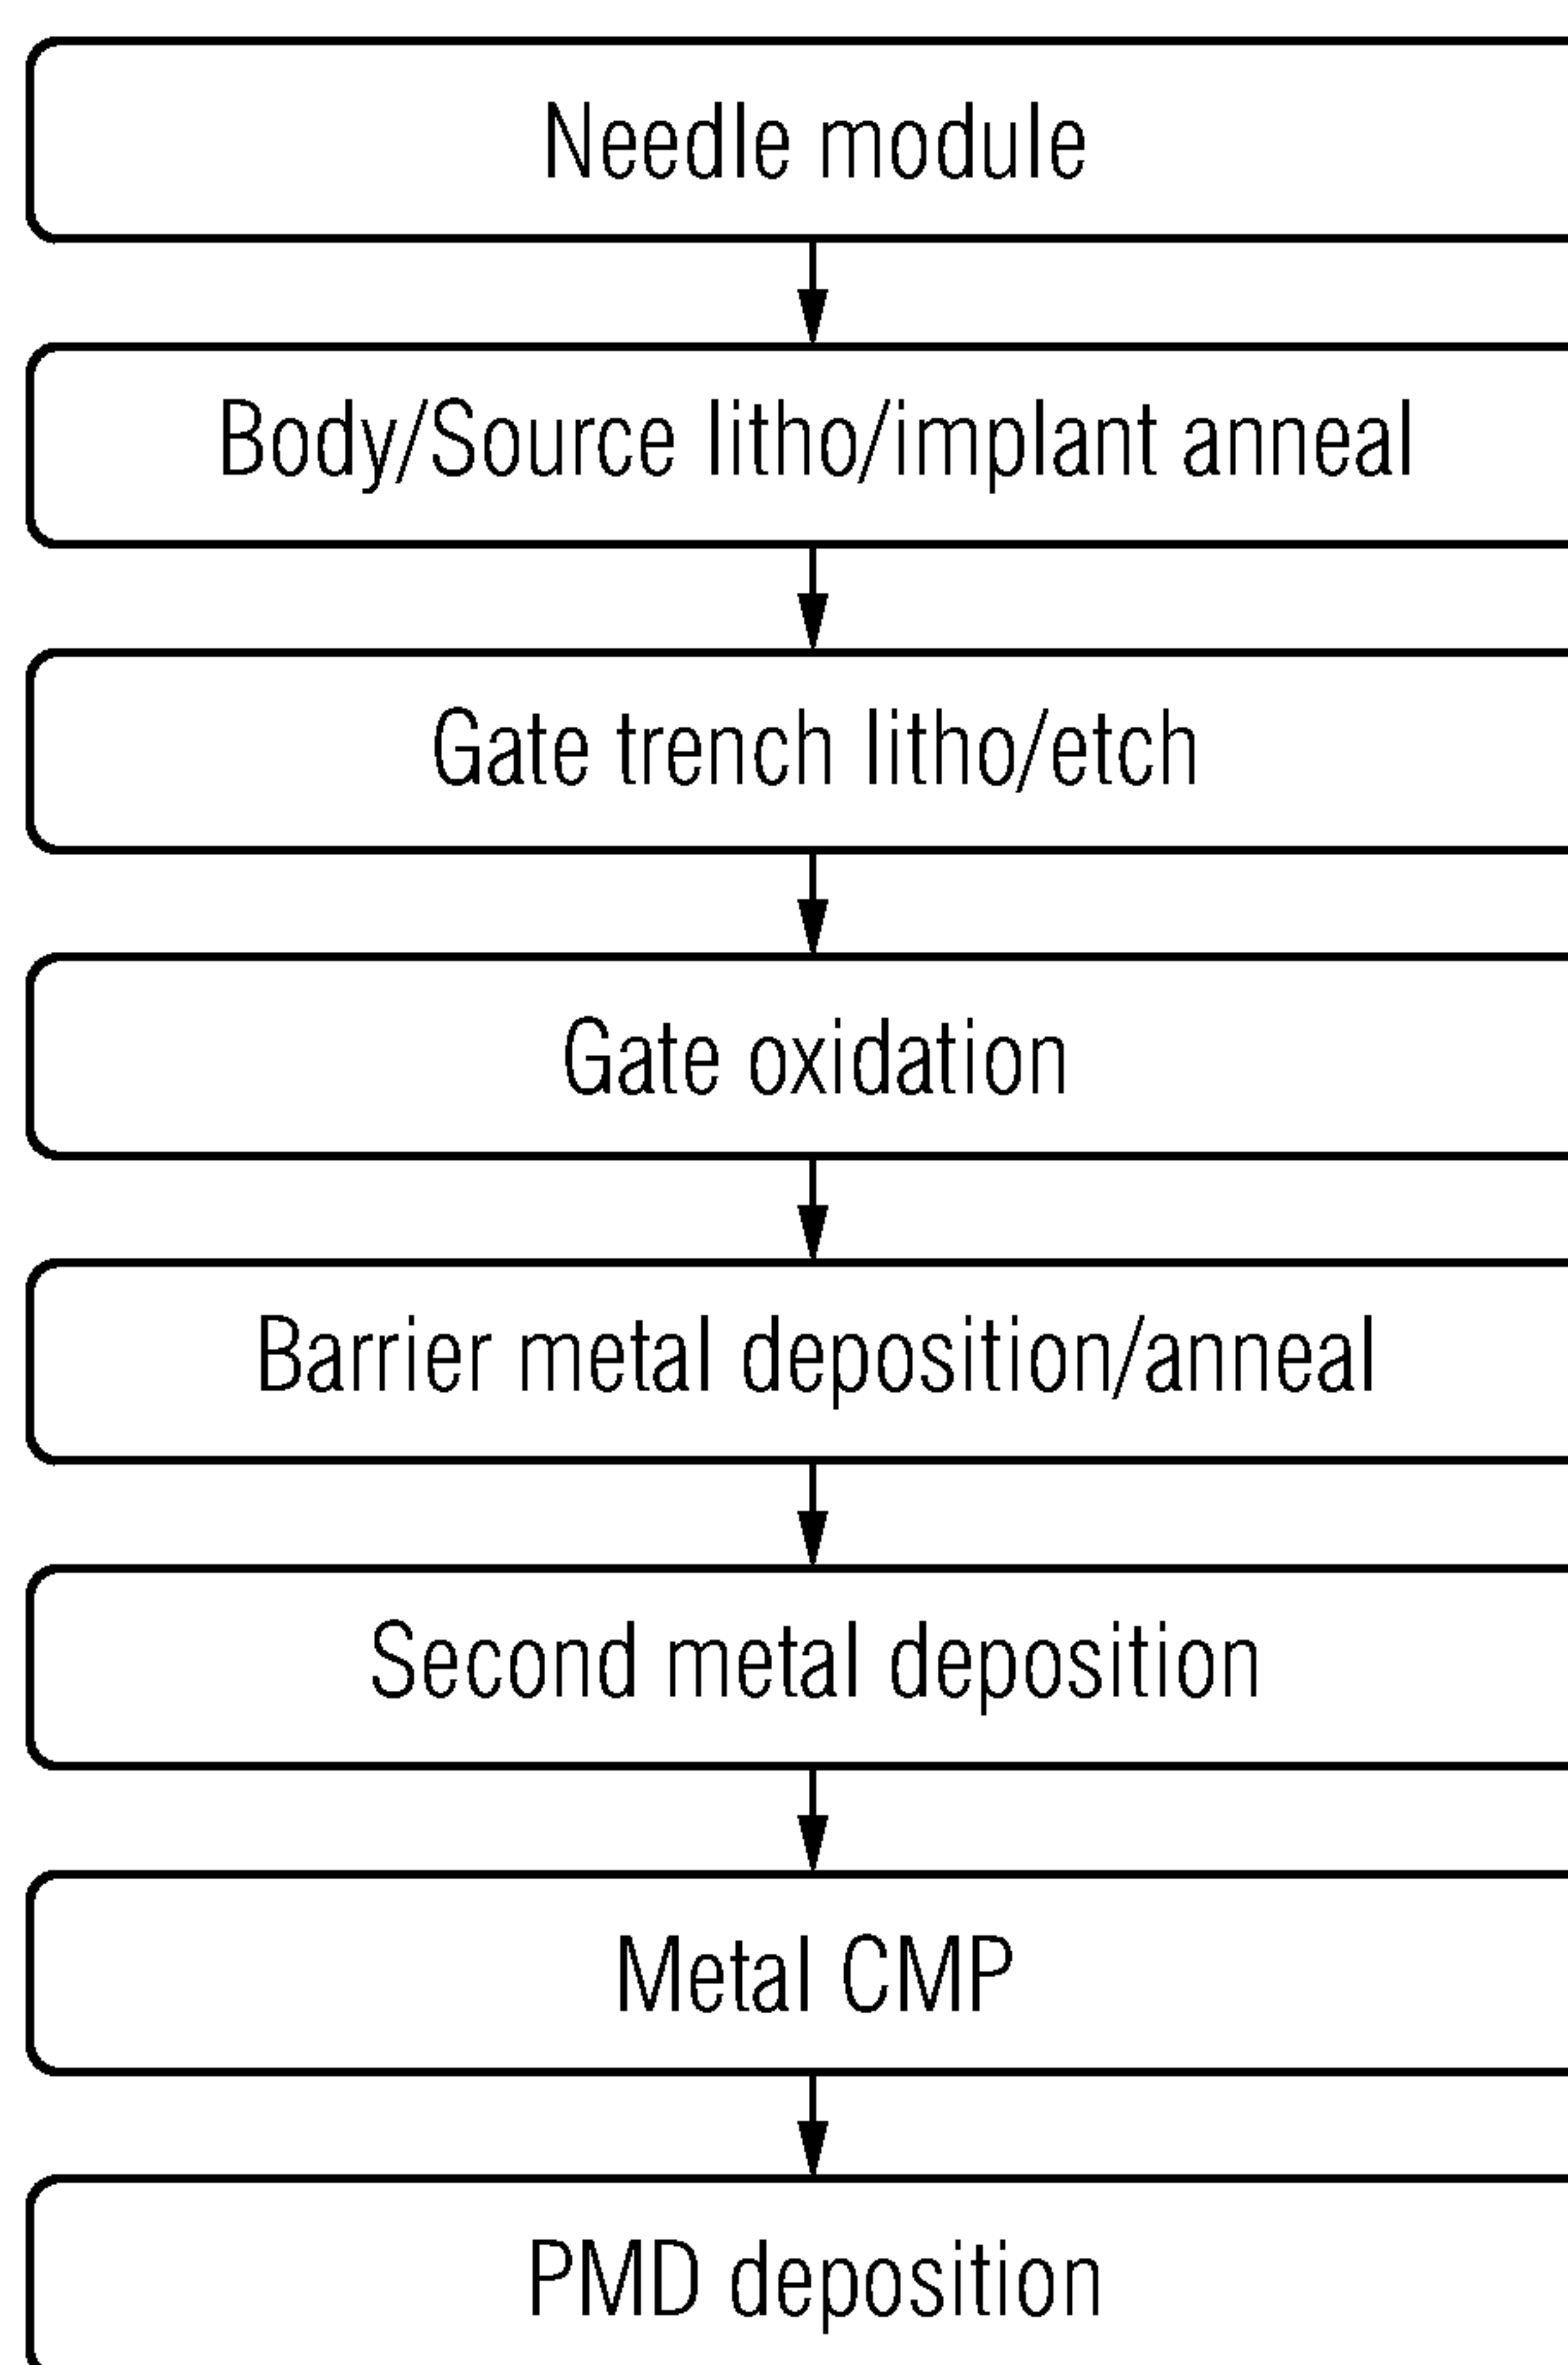 Needle module
Body/Source litho/implant anneal
Gate trench litho/etch
Gate oxidation
Barrier metal deposition/anneal
Second metal deposition
Metal CMP
PMD deposition